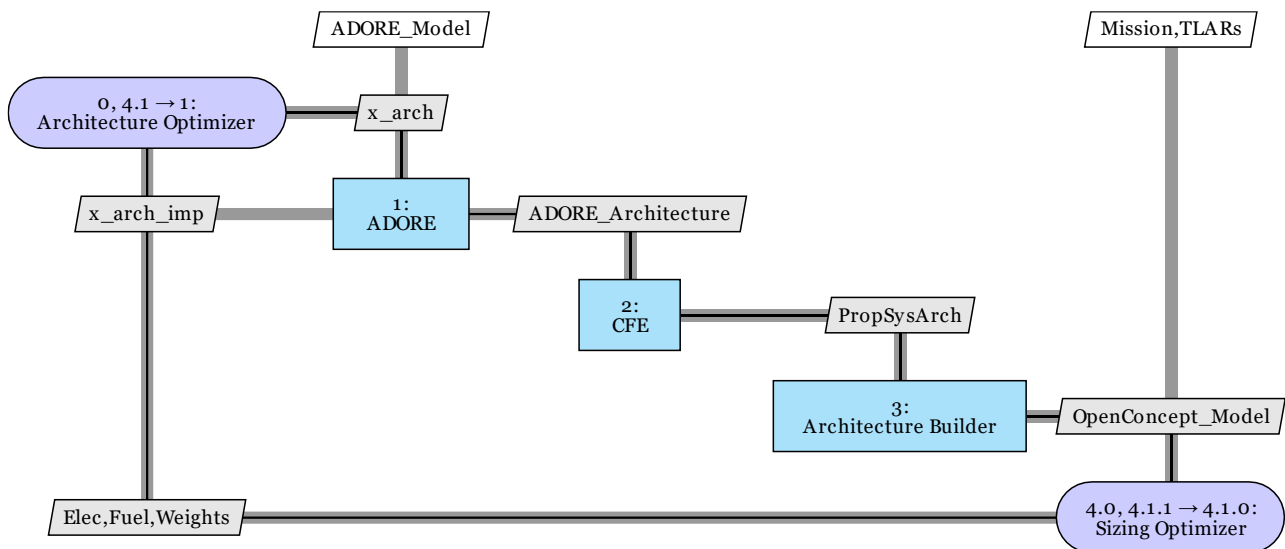 ADORE_Model
Mission,TLARs
0, 4.1 → 1:
Architecture Optimizer
x_arch
x_arch_imp
1:
ADORE
ADORE_Architecture
2:
CFE
PropSysArch
3:
Architecture Builder
OpenConcept_Model
Elec,Fuel,Weights
4.0, 4.1.1 → 4.1.0:
Sizing Optimizer